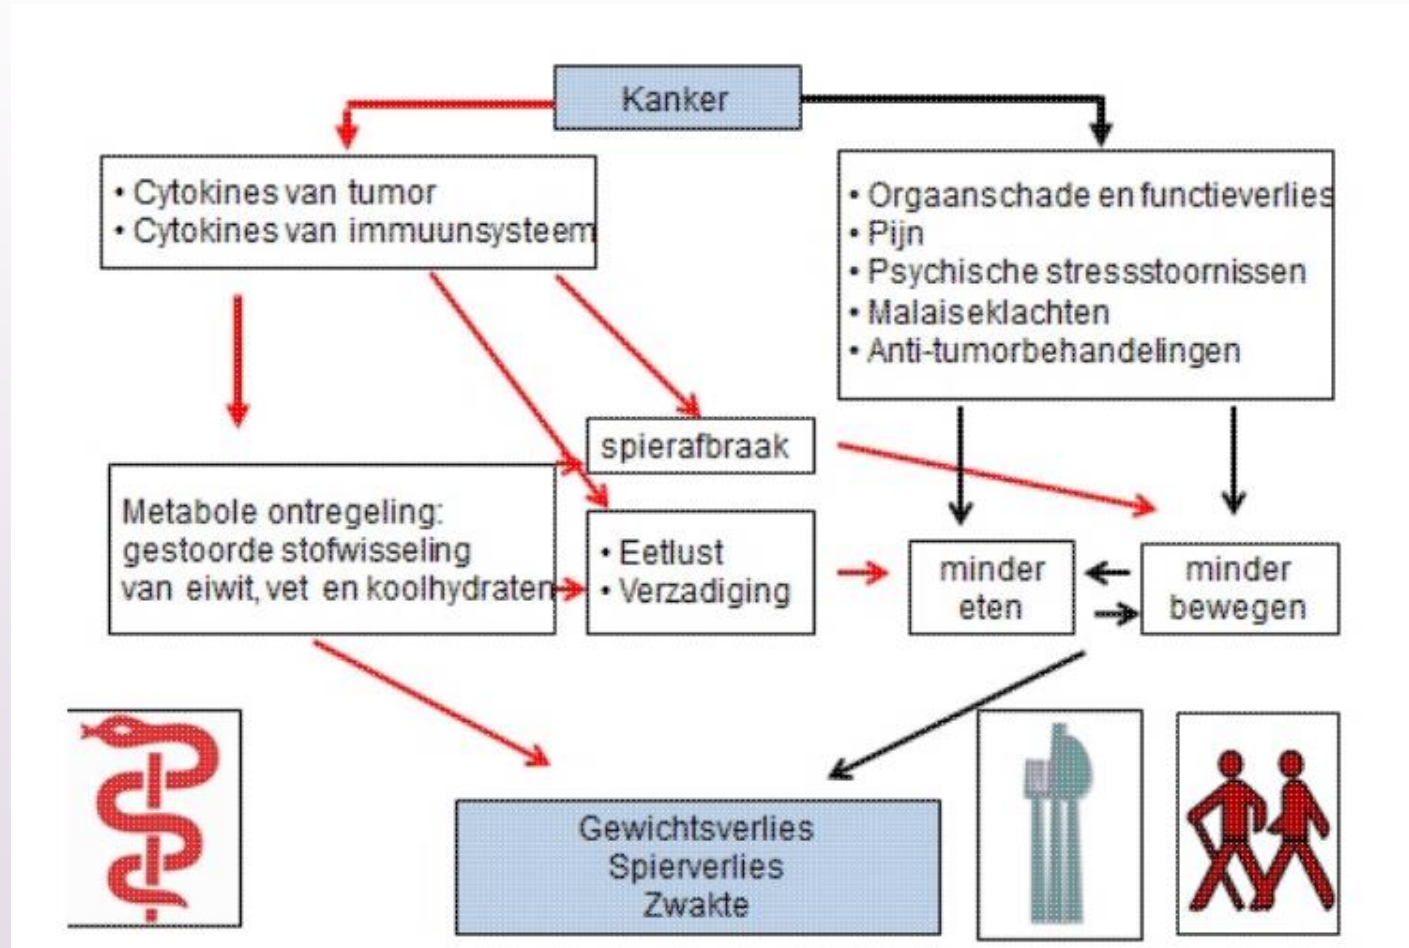 Kanker
• Cytokines van tumor
• Cytokines van immuunsysteem
• Orgaanschade en functieverlies
• Pijn
• Psychische stressstoornissen
• Malaiseklachten
• Anti-tumorbehandelingen
spierafbraak
Metabole ontregeling:
gestoorde stofwisseling
van eiwit, vet en koolhydraten
• Eetlust
• Verzadiging
minder
eten
minder
bewegen
Gewichtsverlies
Spierverlies
Zwakte